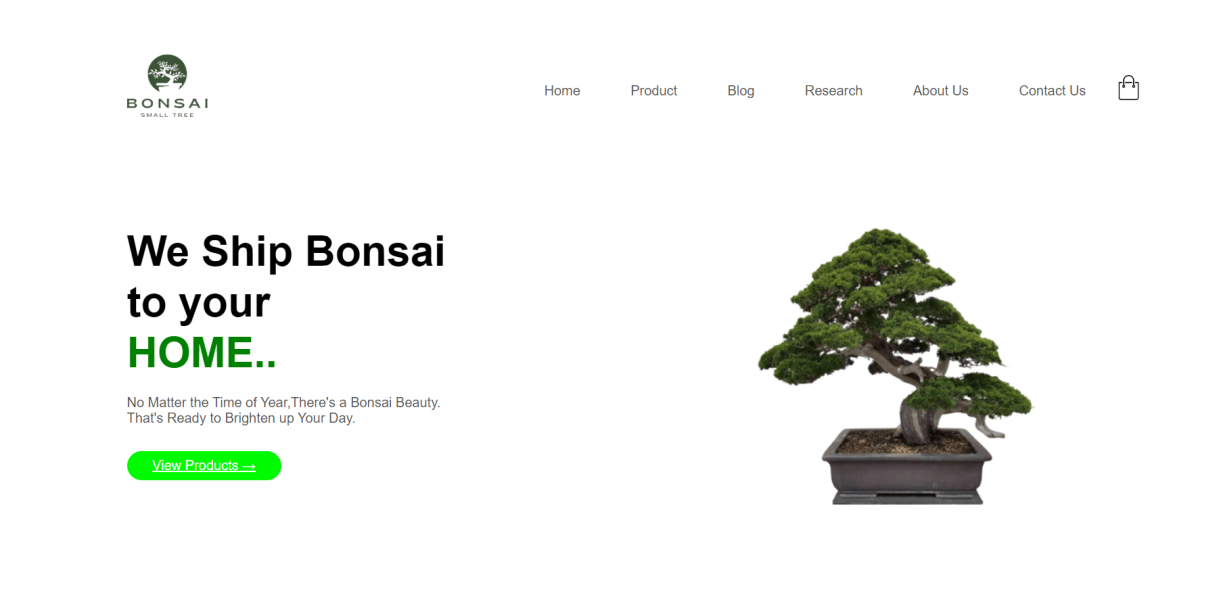 BONSAI
SMALL TREE
Home Product Blog Research About Us Contact Us
We Ship Bonsai
to your
HOME..
No Matter the Time of Year,There's a Bonsai Beauty.
That's Ready to Brighten up Your Day.
View Products →